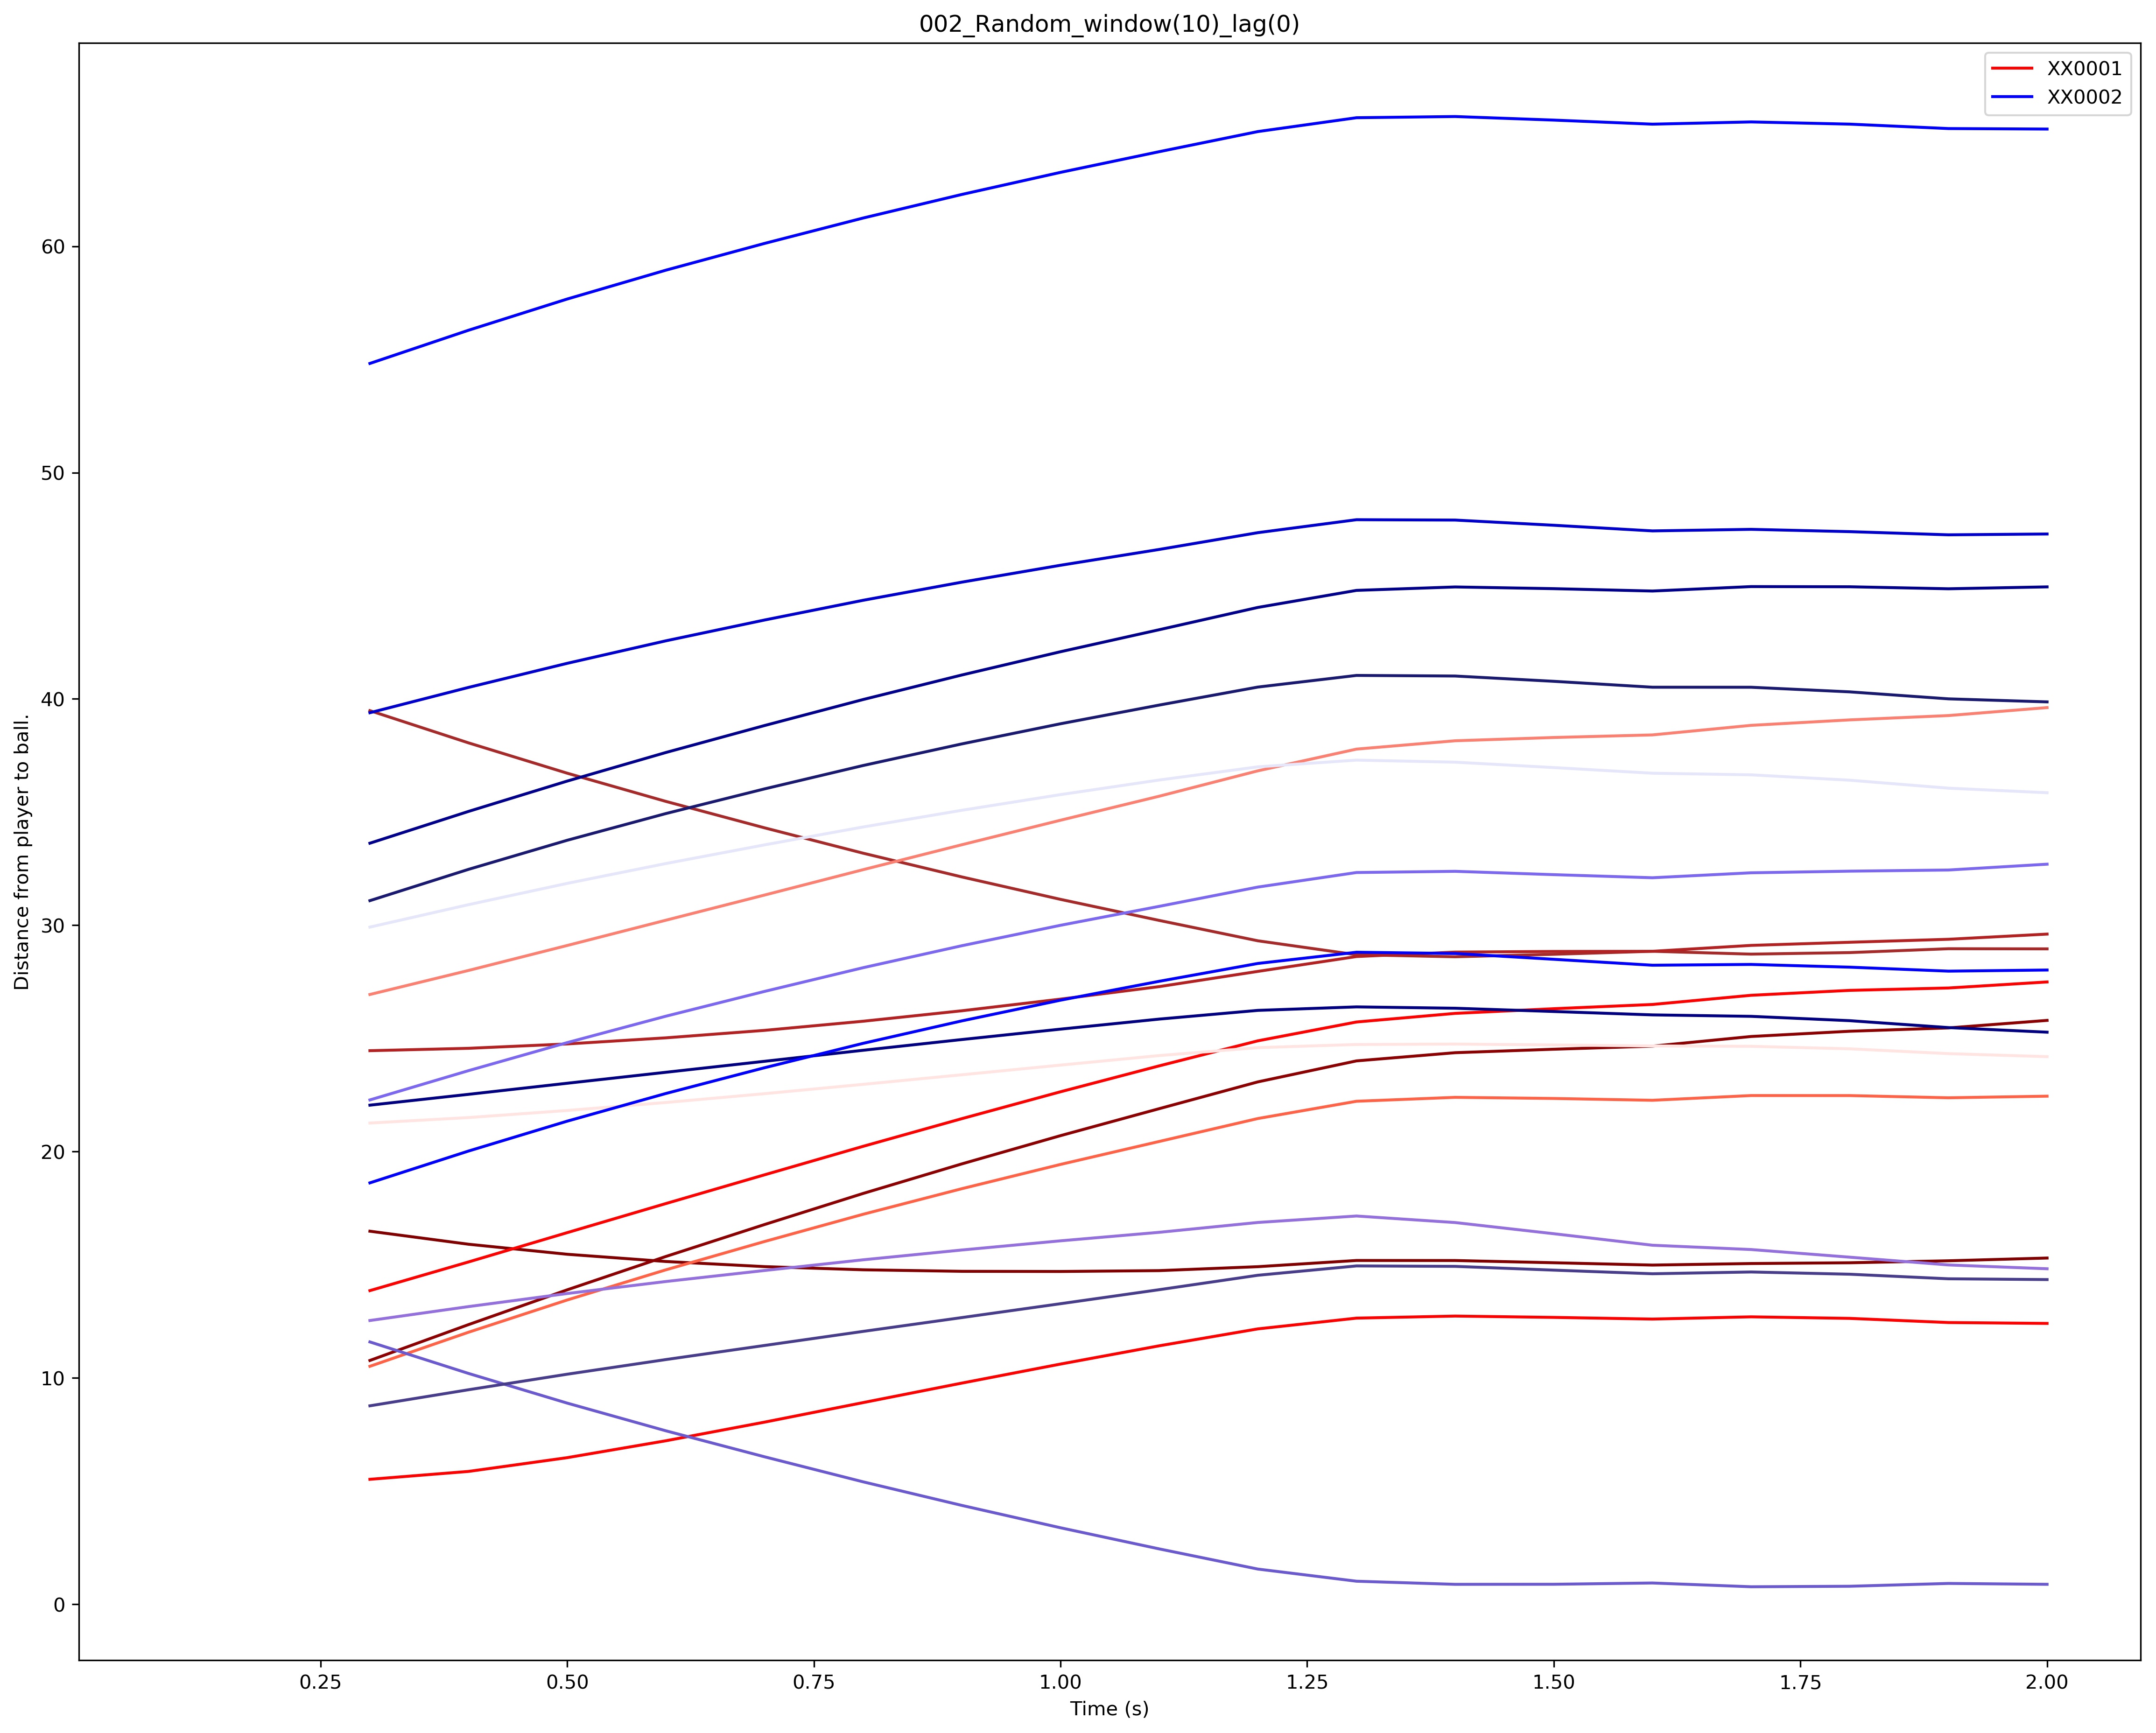 002_Random_window(10)_lag(0)
XX0001
XX0002
60
50
40
30
20
10
0
Distance from player to ball.
0.25 0.50 0.75 1.00 1.25 1.50 1.75 2.00
Time (s)